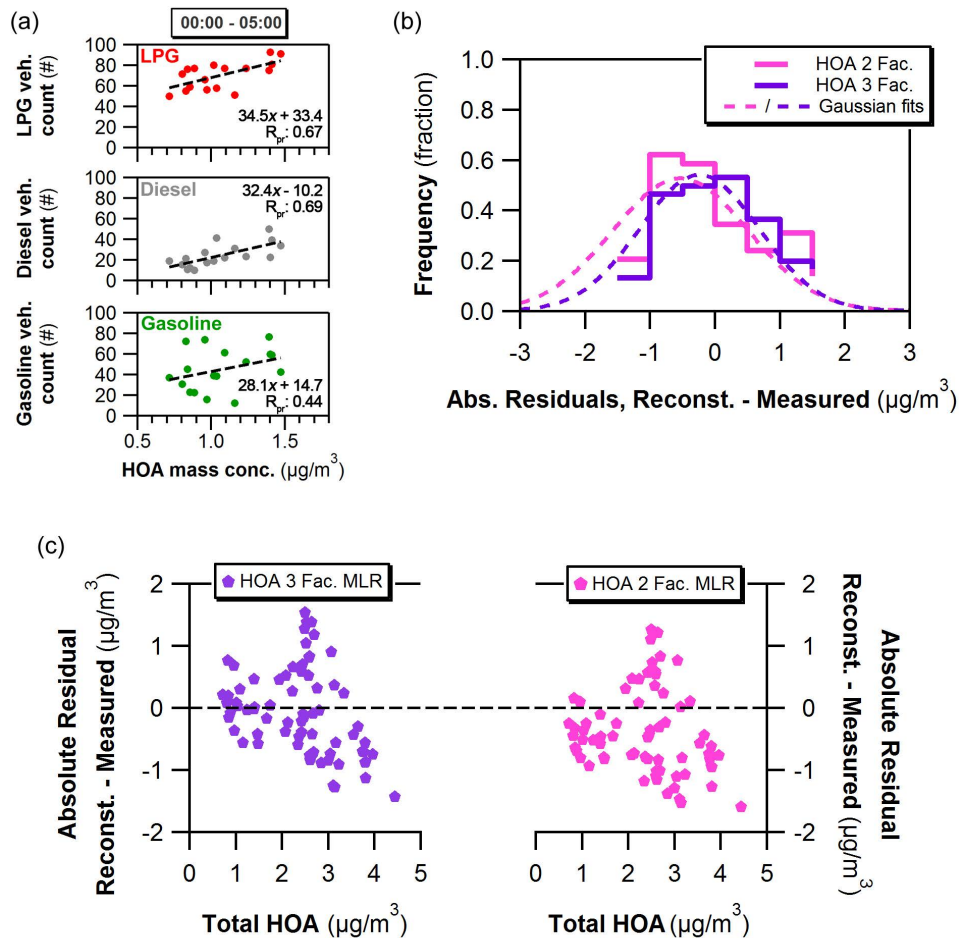 (a)
00:00 - 05:00
LPG veh.
count (#)
100
80
60
40
20
0
LPG
34.5x + 33.4
Rpr: 0.67
Diesel veh.
count (#)
100
80
60
40
20
0
Diesel
32.4x - 10.2
Rpr: 0.69
Gasoline veh.
count (#)
100
80
60
40
20
0
Gasoline
28.1x + 14.7
Rpr: 0.44
0.5 1.0 1.5
HOA mass conc. (µg/m³)
(b)
HOA 2 Fac.
HOA 3 Fac.
/ Gaussian fits
Frequency (fraction)
1.0
0.8
0.6
0.4
0.2
0.0
-3 -2 -1 0 1 2 3
Abs. Residuals, Reconst. - Measured (µg/m³)
(c)
HOA 3 Fac. MLR
Absolute Residual
Reconst. - Measured (µg/m³)
2
1
0
-1
-2
0 1 2 3 4 5
Total HOA (µg/m³)
HOA 2 Fac. MLR
2
1
0
-1
-2
Absolute Residual
Reconst. - Measured (µg/m³)
0 1 2 3 4 5
Total HOA (µg/m³)